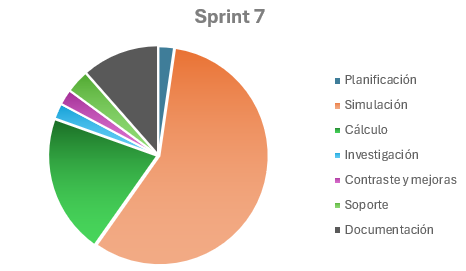 Sprint 7
Planificación
Simulación
Cálculo
Investigación
Contraste y mejoras
Soporte
Documentación